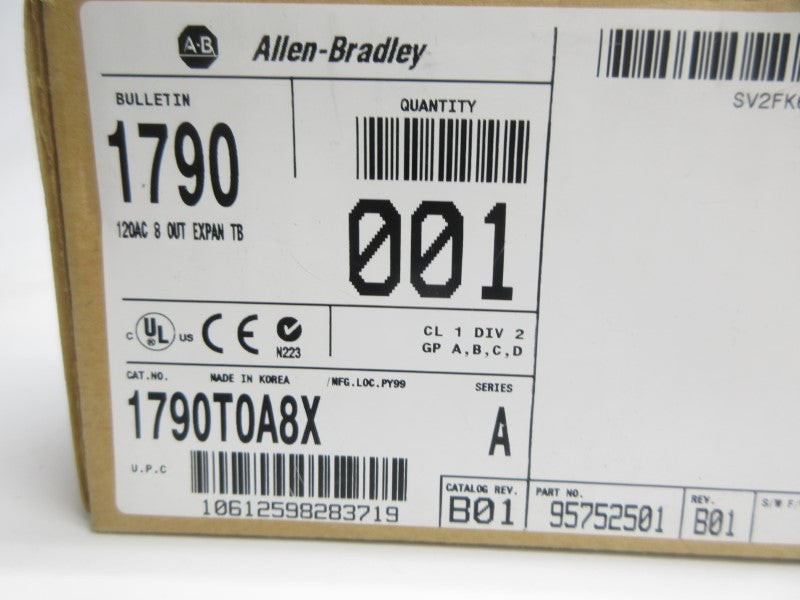 A-B Allen-Bradley
BULLETIN
1790
120AC 8 OUT EXPAN TB
QUANTITY
001
SV2FK
C UL US CE N223
CL 1 DIV 2
GP A,B,C,D
CAT.NO. MADE IN KOREA /MFG.LOC.PY99 SERIES
1790T0A8X A
U.P.C
10612598283719
CATALOG REV. B01
PART NO. 95752501
REV. B01
S/W F/